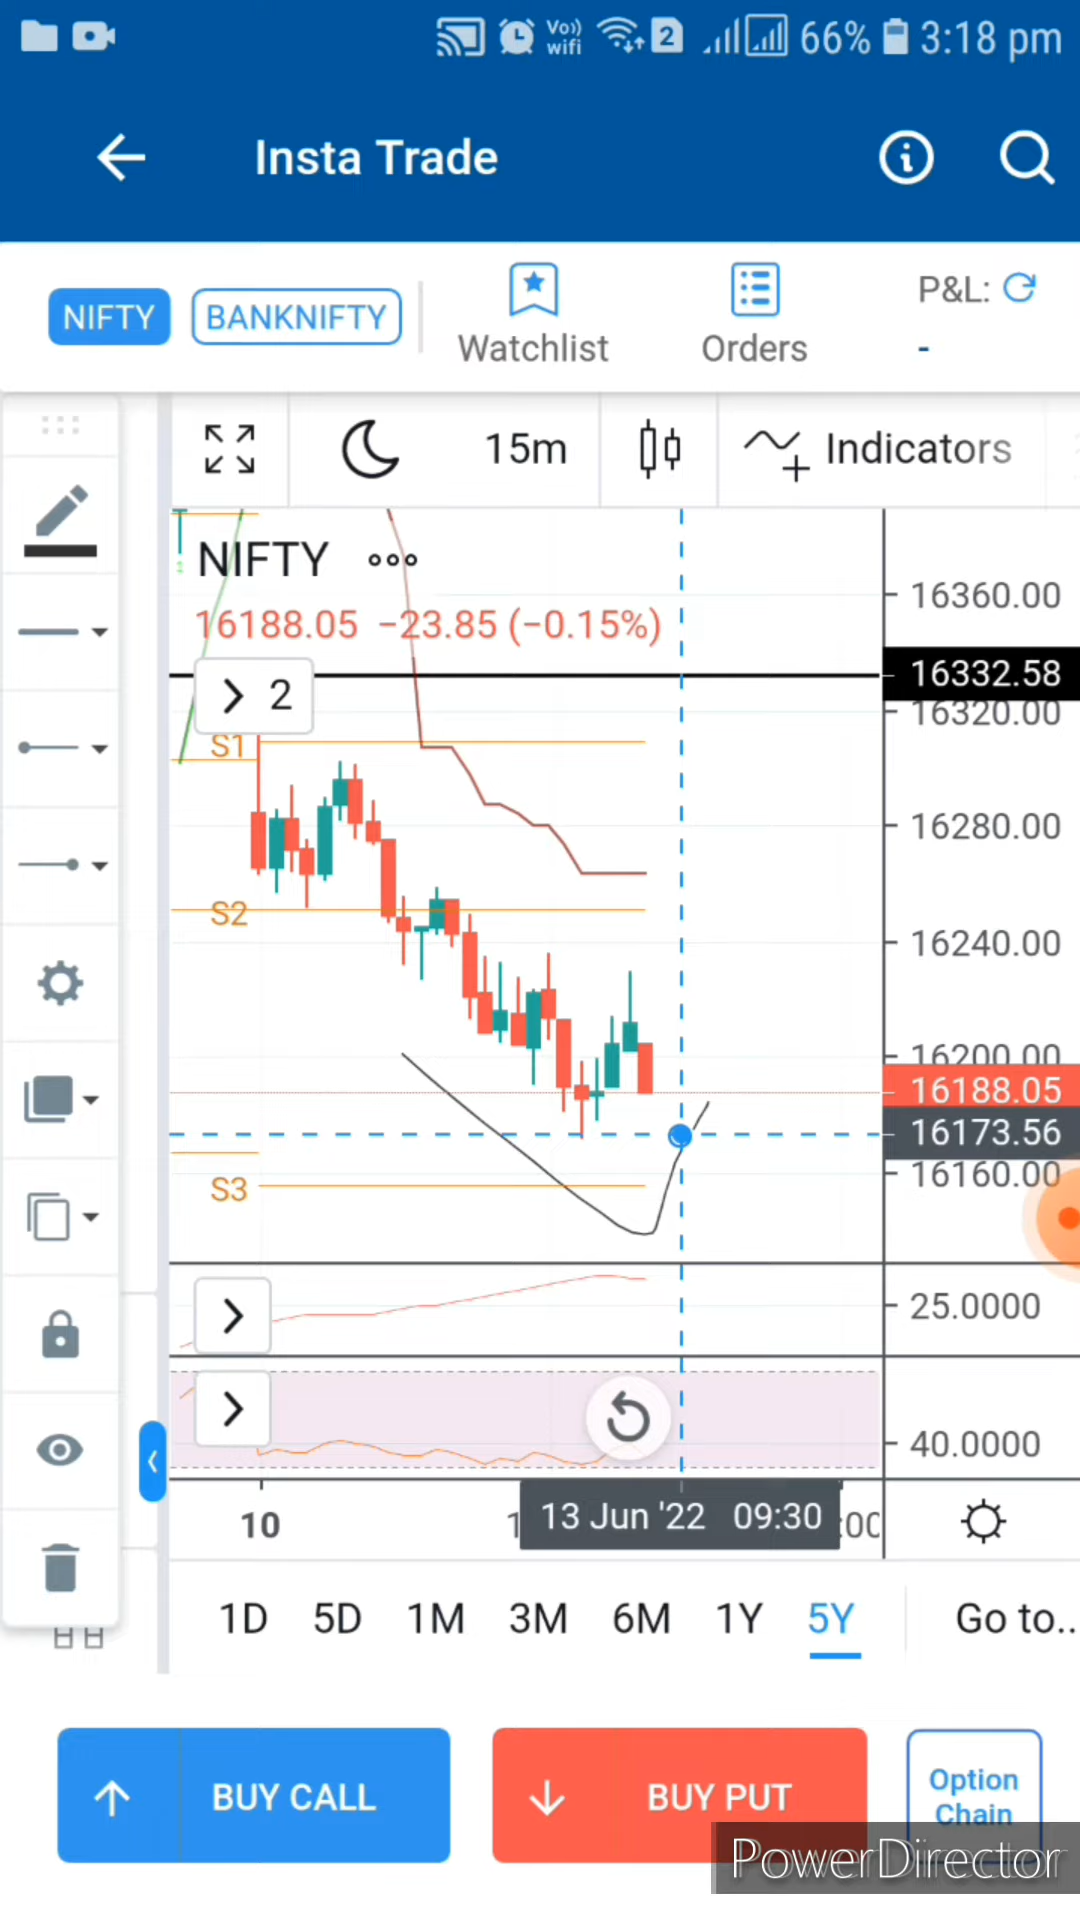 Vo))
wifi
2
66%
3:18 pm
Insta Trade
NIFTY
BANKNIFTY
Watchlist
Orders
P&L:
-
15m
Indicators
NIFTY
16188.05 −23.85 (−0.15%)
2
S1
S2
S3
16360.00
16332.58
16320.00
16280.00
16240.00
16200.00
16188.05
16173.56
16160.00
25.0000
40.0000
10
13 Jun '22 09:30
1D 5D 1M 3M 6M 1Y 5Y Go to..
BUY CALL
BUY PUT
Option
Chain
PowerDirector